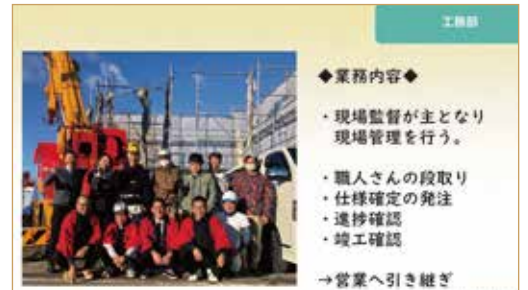 工務部
◆業務内容◆
・現場監督が主となり
現場管理を行う。
・職人さんの段取り
・仕様確定の発注
・進捗確認
・竣工確認
→営業へ引き継ぎ